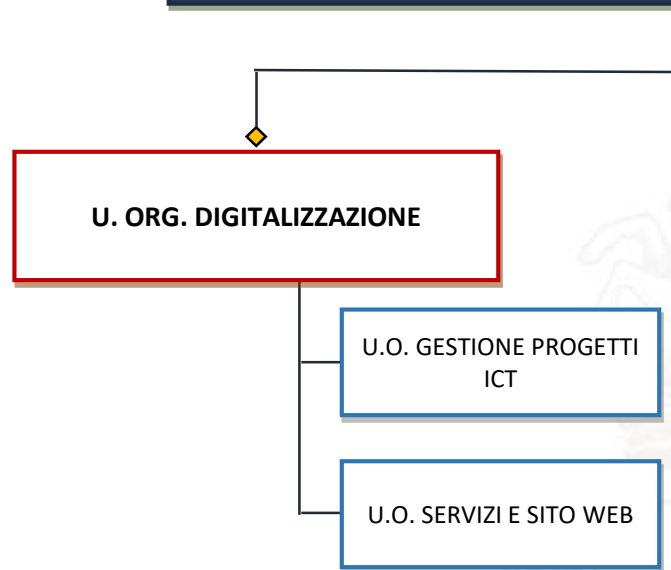 U. ORG. DIGITALIZZAZIONE
U.O. GESTIONE PROGETTI
ICT
U.O. SERVIZI E SITO WEB